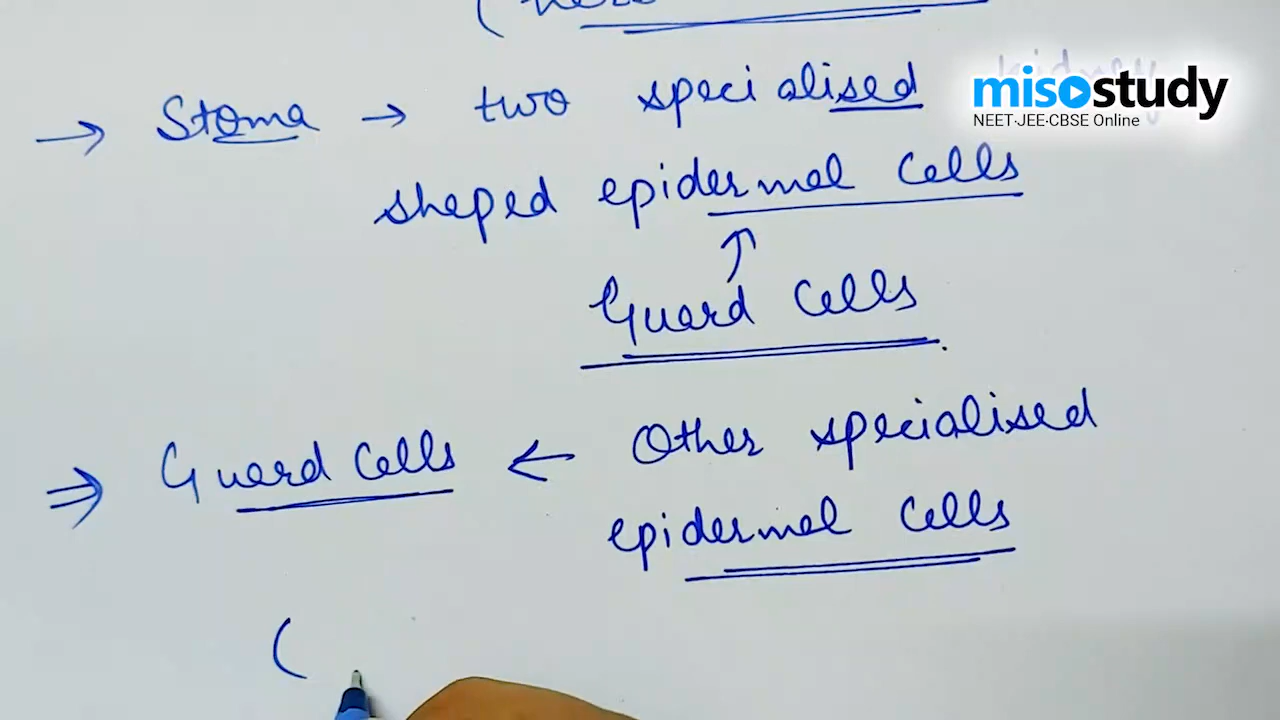 → Stoma → two specialised kidney
shaped epidermal cells
↑
Guard Cells
⇒ Guard Cells ← Other specialised
epidermal cells
(
misostudy
NEET·JEE·CBSE Online